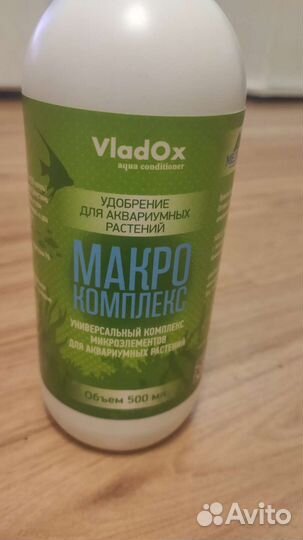 VladOx
aqua conditioner
УДОБРЕНИЕ
ДЛЯ АКВАРИУМНЫХ
РАСТЕНИЙ
МАКРО
КОМПЛЕКС
УНИВЕРСАЛЬНЫЙ КОМПЛЕКС
МИКРОЭЛЕМЕНТОВ
ДЛЯ АКВАРИУМНЫХ РАСТЕНИЙ
Объем 500 мл
Avito